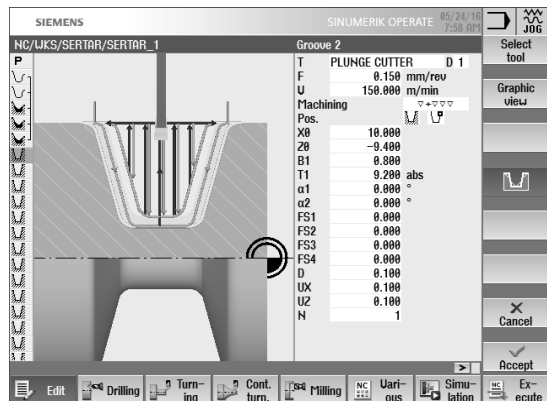 SIEMENS
SINUMERIK OPERATE
05/24/16
7:58 AM
JOG
NC/WKS/SERTAR/SERTAR_1
Groove 2
Select tool
P
T PLUNGE CUTTER D 1
F 0.150 mm/rev
V 150.000 m/min
Machining ▽+▽▽▽
Pos.
X0 10.000
Z0 -9.400
B1 0.800
T1 9.200 abs
α1 0.000 °
α2 0.000 °
FS1 0.000
FS2 0.000
FS3 0.000
FS4 0.000
D 0.100
UX 0.100
UZ 0.100
N 1
Graphic view
Cancel
Accept
Edit
Drilling
Turn-ing
Cont. turn.
Milling
NC Vari-ous
Simu-lation
NC Ex-ecute